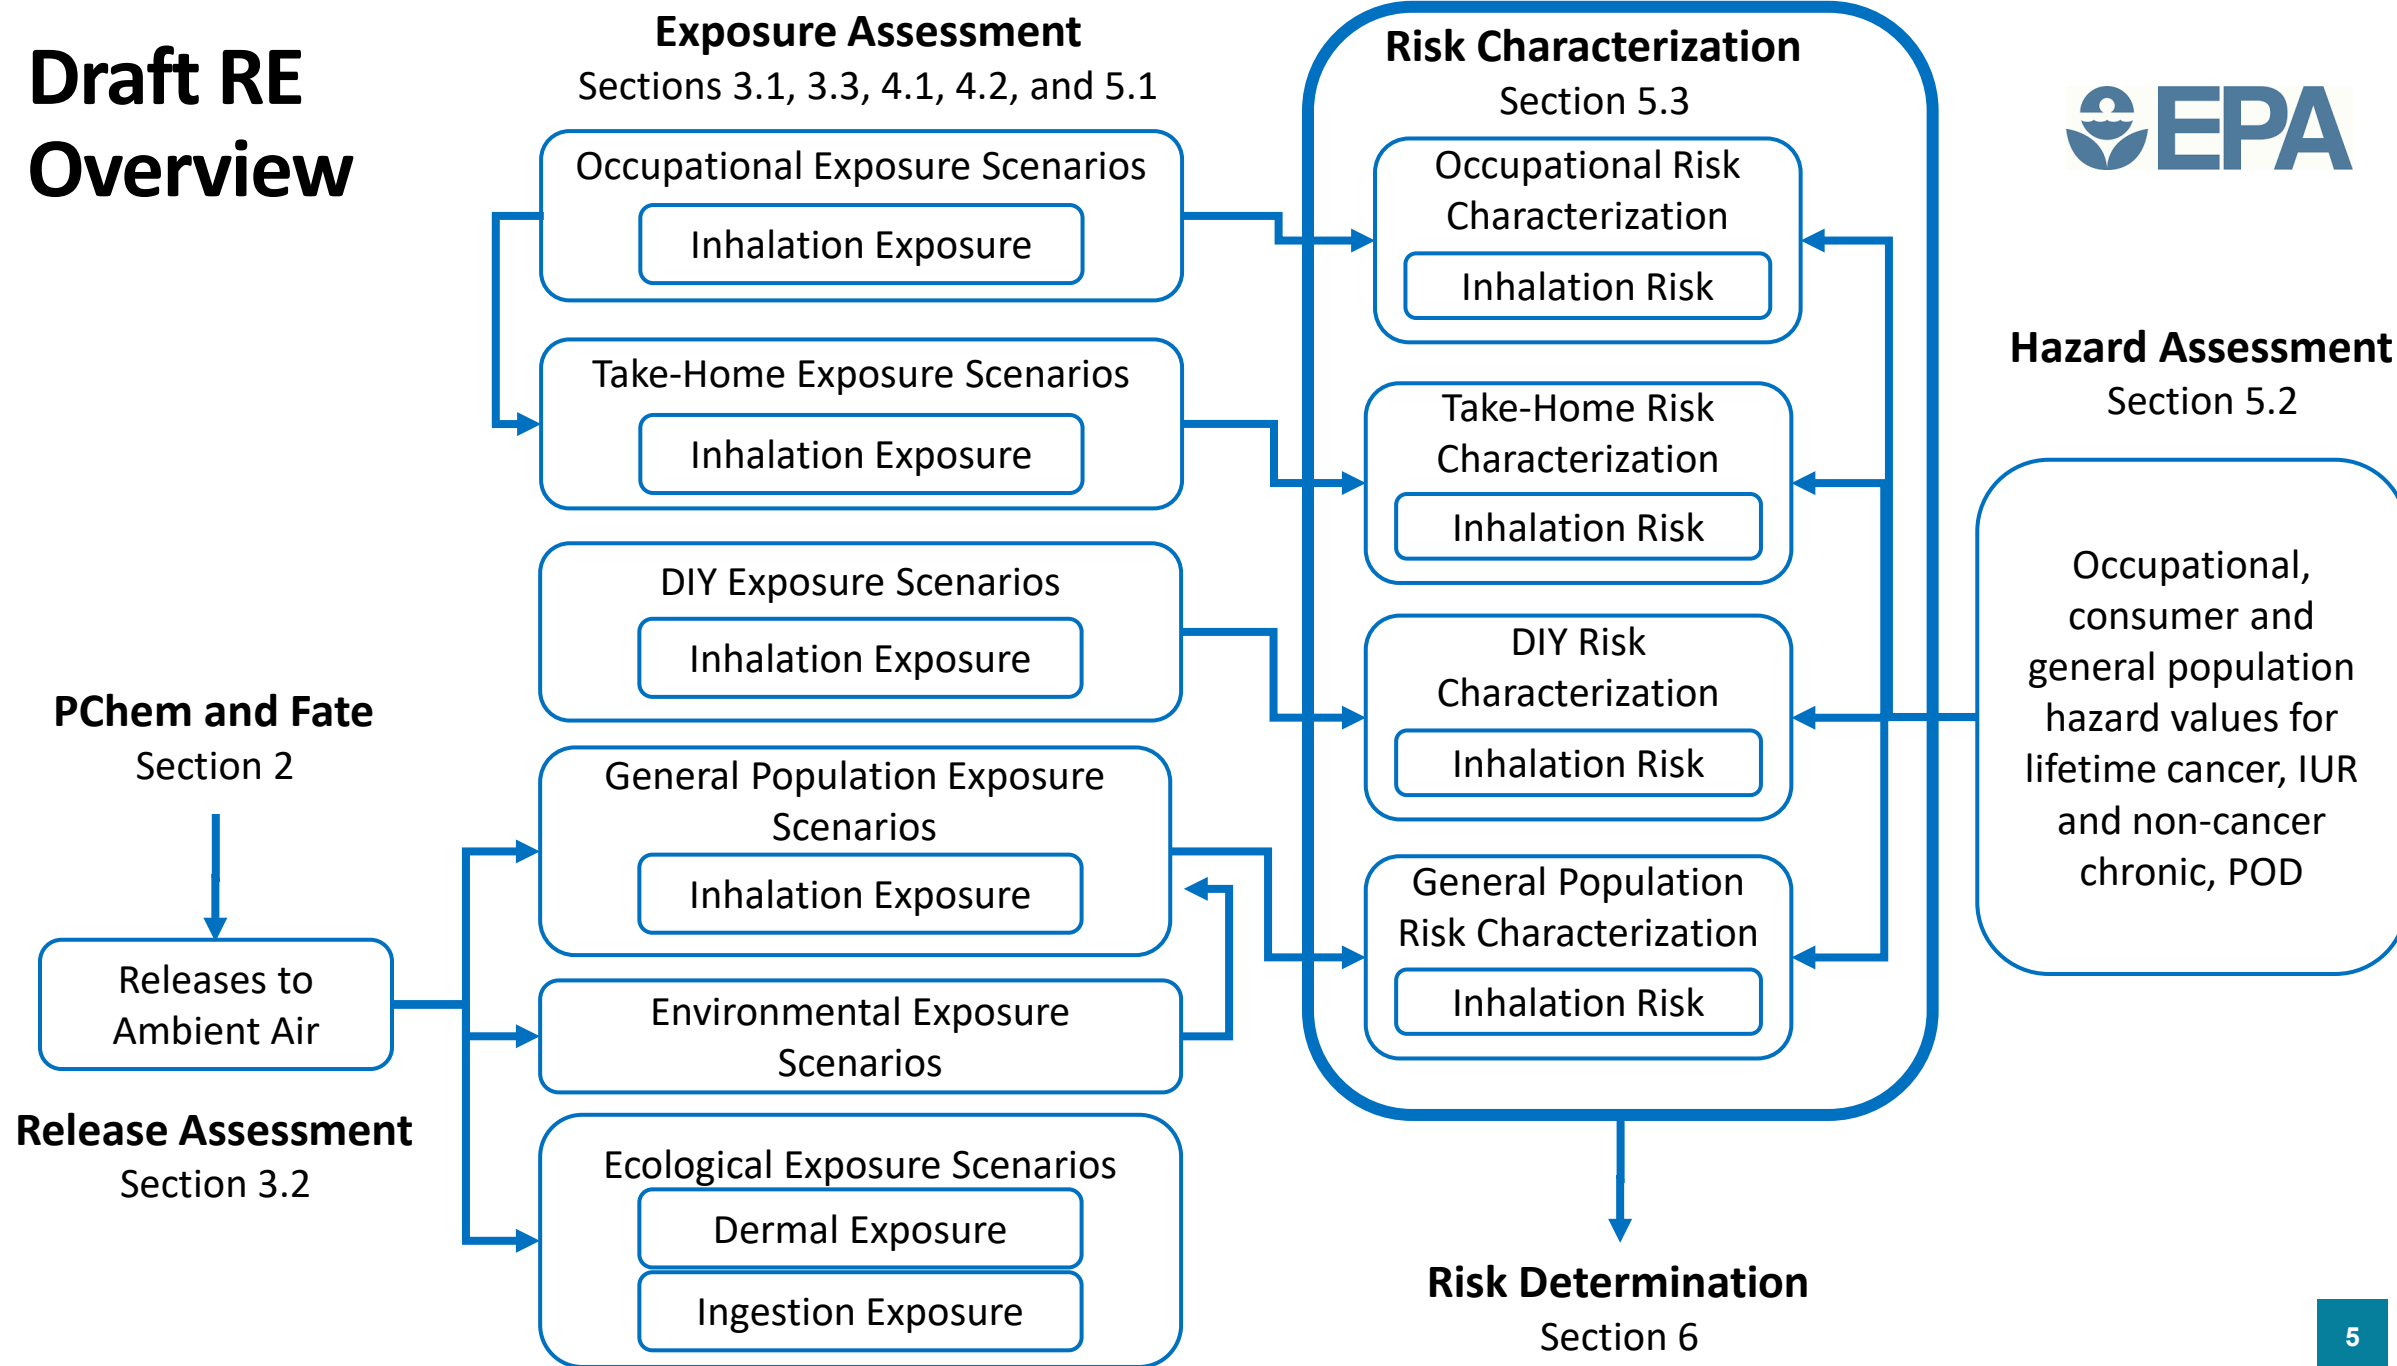 Draft RE
Overview
Exposure Assessment
Sections 3.1, 3.3, 4.1, 4.2, and 5.1
Occupational Exposure Scenarios
Inhalation Exposure
Take-Home Exposure Scenarios
Inhalation Exposure
DIY Exposure Scenarios
Inhalation Exposure
PChem and Fate
Section 2
Releases to
Ambient Air
Release Assessment
Section 3.2
General Population Exposure
Scenarios
Inhalation Exposure
Environmental Exposure
Scenarios
Ecological Exposure Scenarios
Dermal Exposure
Ingestion Exposure
Risk Characterization
Section 5.3
Occupational Risk
Characterization
Inhalation Risk
Take-Home Risk
Characterization
Inhalation Risk
DIY Risk
Characterization
Inhalation Risk
General Population
Risk Characterization
Inhalation Risk
Risk Determination
Section 6
EPA
Hazard Assessment
Section 5.2
Occupational,
consumer and
general population
hazard values for
lifetime cancer, IUR
and non-cancer
chronic, POD
5